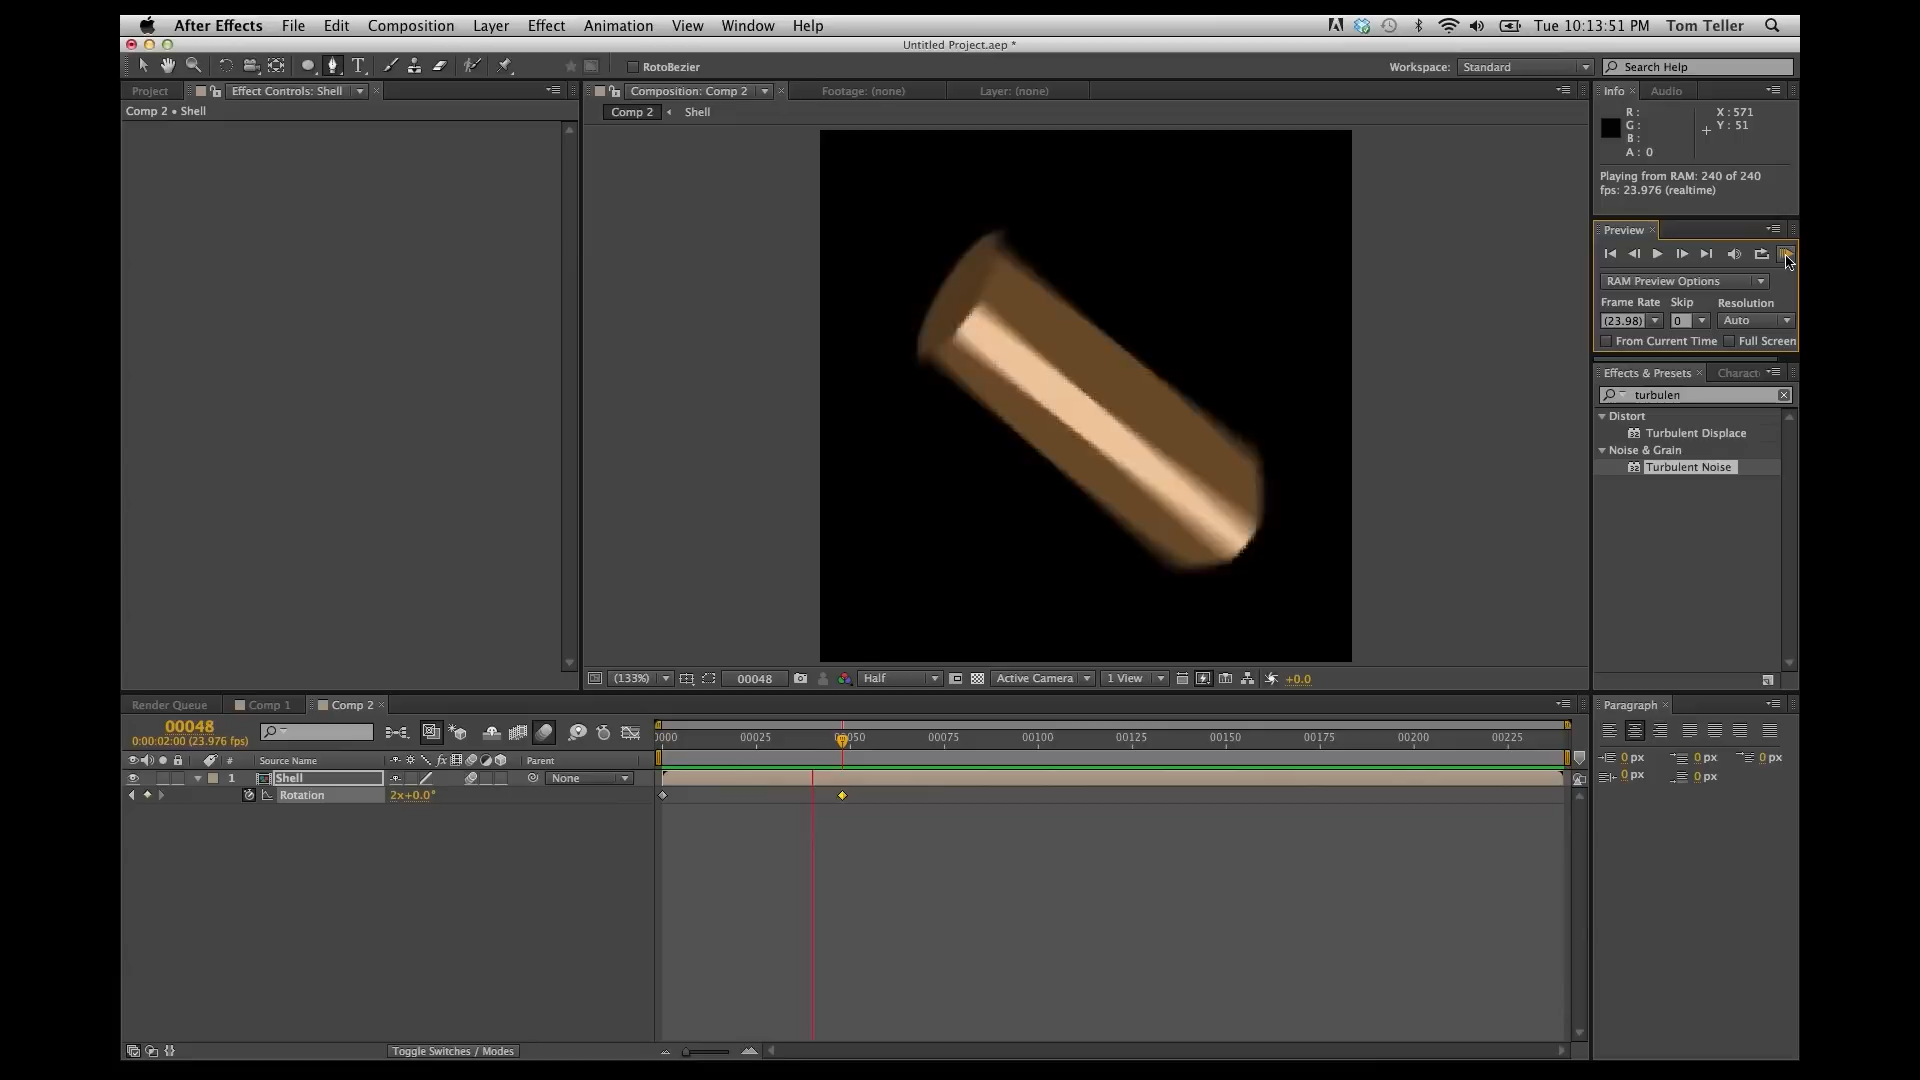 After Effects File Edit Composition Layer Effect Animation View Window Help
Tue 10:13:51 PM Tom Teller
Untitled Project.aep *
RotoBezier
Workspace: Standard
Search Help
Project
Effect Controls: Shell
Composition: Comp 2
Footage: (none)
Layer: (none)
Info
Audio
Comp 2 • Shell
Comp 2
Shell
R :
G :
B :
A : 0
X : 571
Y : 51
Playing from RAM: 240 of 240
fps: 23.976 (realtime)
Preview
RAM Preview Options
Frame Rate Skip Resolution
(23.98) 0 Auto
From Current Time Full Screen
Effects & Presets
Charact
turbulen
Distort
32 Turbulent Displace
Noise & Grain
32 Turbulent Noise
(133%)
00048
Half
Active Camera
1 View
+0.0
Render Queue
Comp 1
Comp 2
Paragraph
00048
0:00:02:00 (23.976 fps)
0000 00025 00050 00075 00100 00125 00150 00175 00200 00225
# Source Name fx Parent
1 Shell None
Rotation 2x+0.0°
0 px 0 px 0 px
0 px 0 px
Toggle Switches / Modes